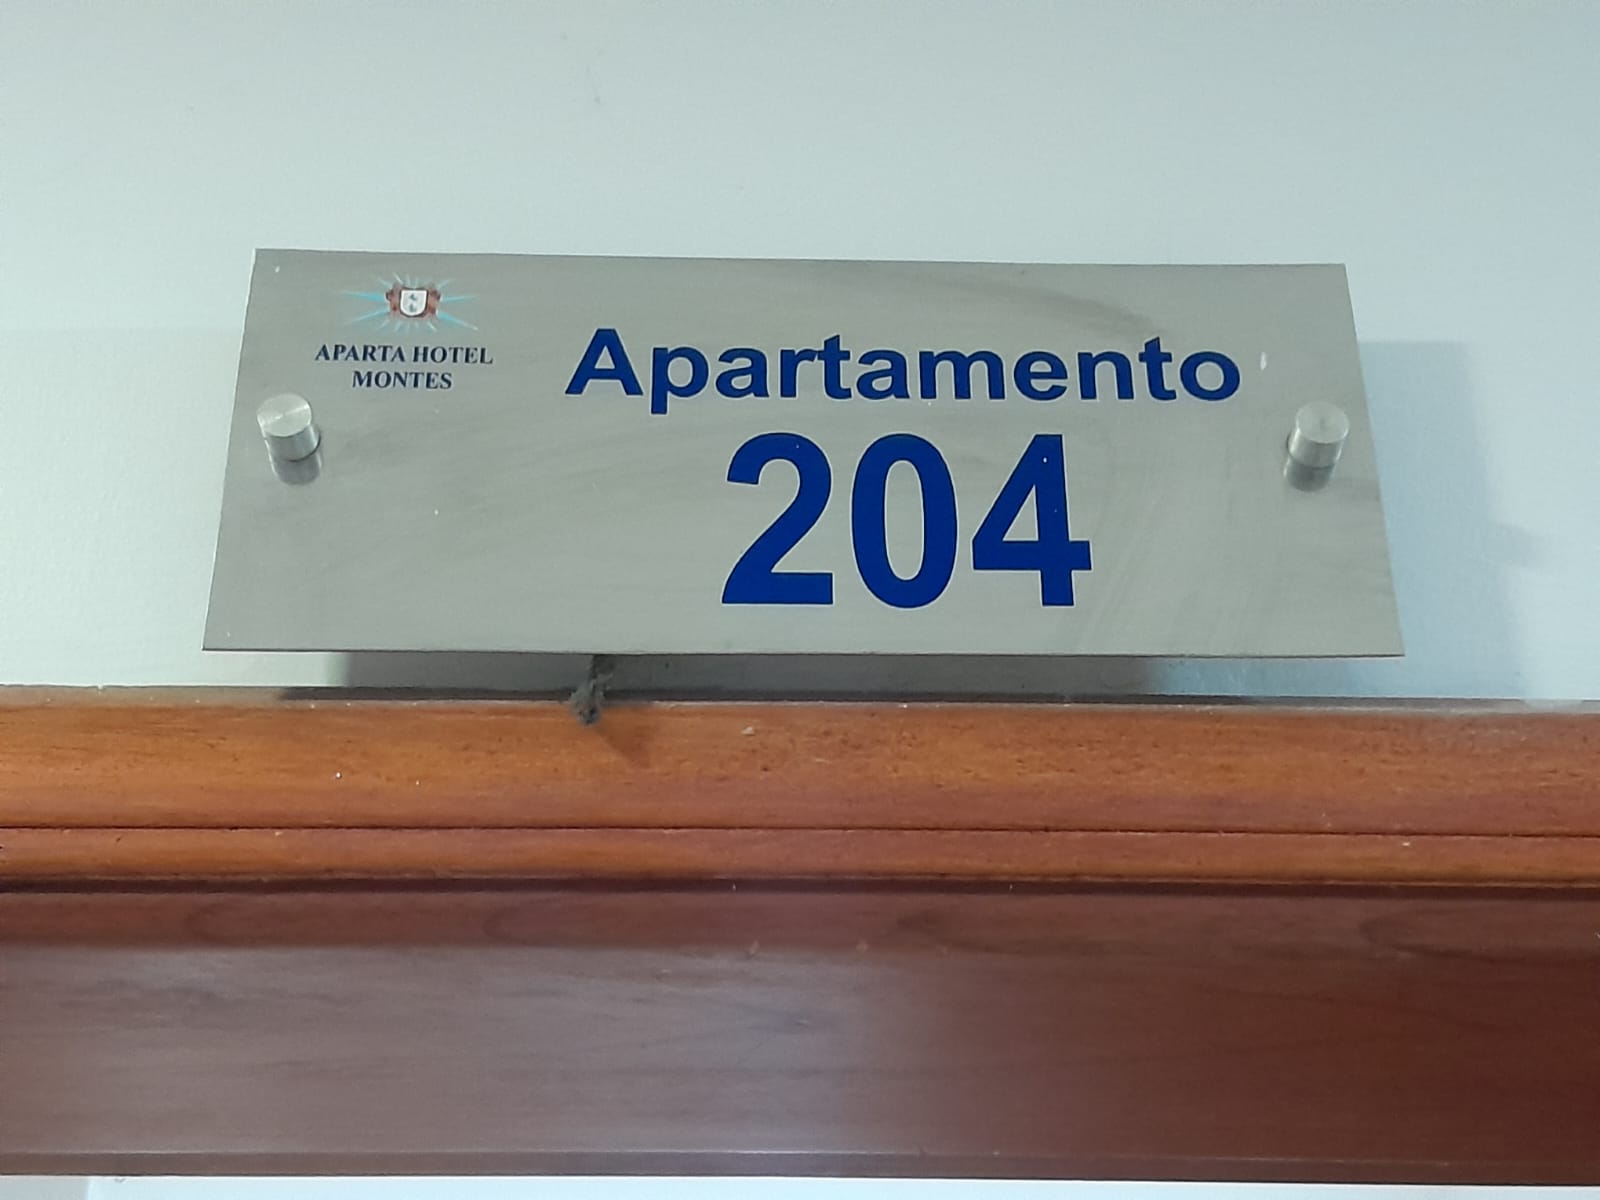 APARTA HOTEL
MONTES
Apartamento
204